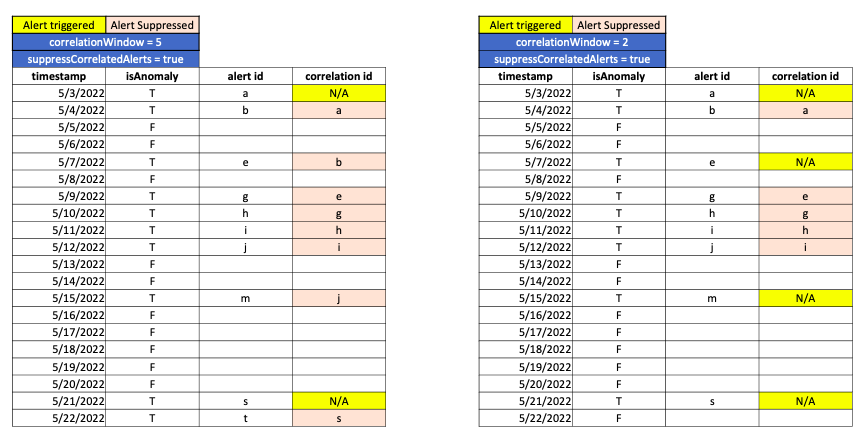 Alert triggered Alert Suppressed
correlationWindow = 5
suppressCorrelatedAlerts = true
timestamp isAnomaly alert id correlation id
5/3/2022 T a N/A
5/4/2022 T b a
5/5/2022 F
5/6/2022 F
5/7/2022 T e b
5/8/2022 F
5/9/2022 T g e
5/10/2022 T h g
5/11/2022 T i h
5/12/2022 T j i
5/13/2022 F
5/14/2022 F
5/15/2022 T m j
5/16/2022 F
5/17/2022 F
5/18/2022 F
5/19/2022 F
5/20/2022 F
5/21/2022 T s N/A
5/22/2022 T t s
Alert triggered Alert Suppressed
correlationWindow = 2
suppressCorrelatedAlerts = true
timestamp isAnomaly alert id correlation id
5/3/2022 T a N/A
5/4/2022 T b a
5/5/2022 F
5/6/2022 F
5/7/2022 T e N/A
5/8/2022 F
5/9/2022 T g e
5/10/2022 T h g
5/11/2022 T i h
5/12/2022 T j i
5/13/2022 F
5/14/2022 F
5/15/2022 T m N/A
5/16/2022 F
5/17/2022 F
5/18/2022 F
5/19/2022 F
5/20/2022 F
5/21/2022 T s N/A
5/22/2022 F